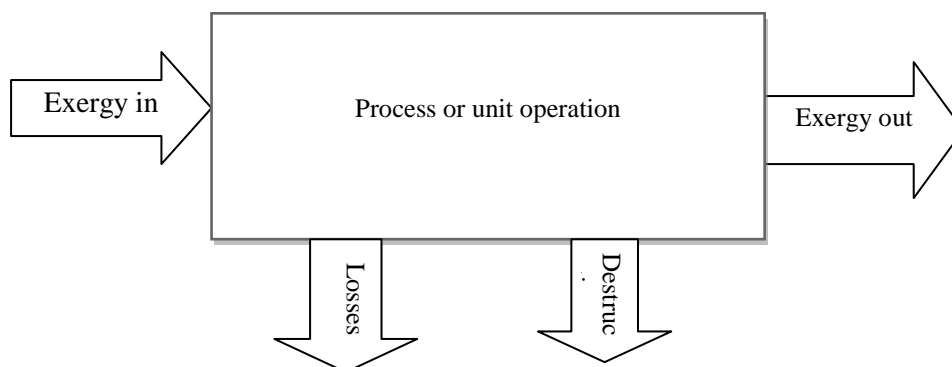 Exergy in
Process or unit operation
Exergy out
Losses
Destruc